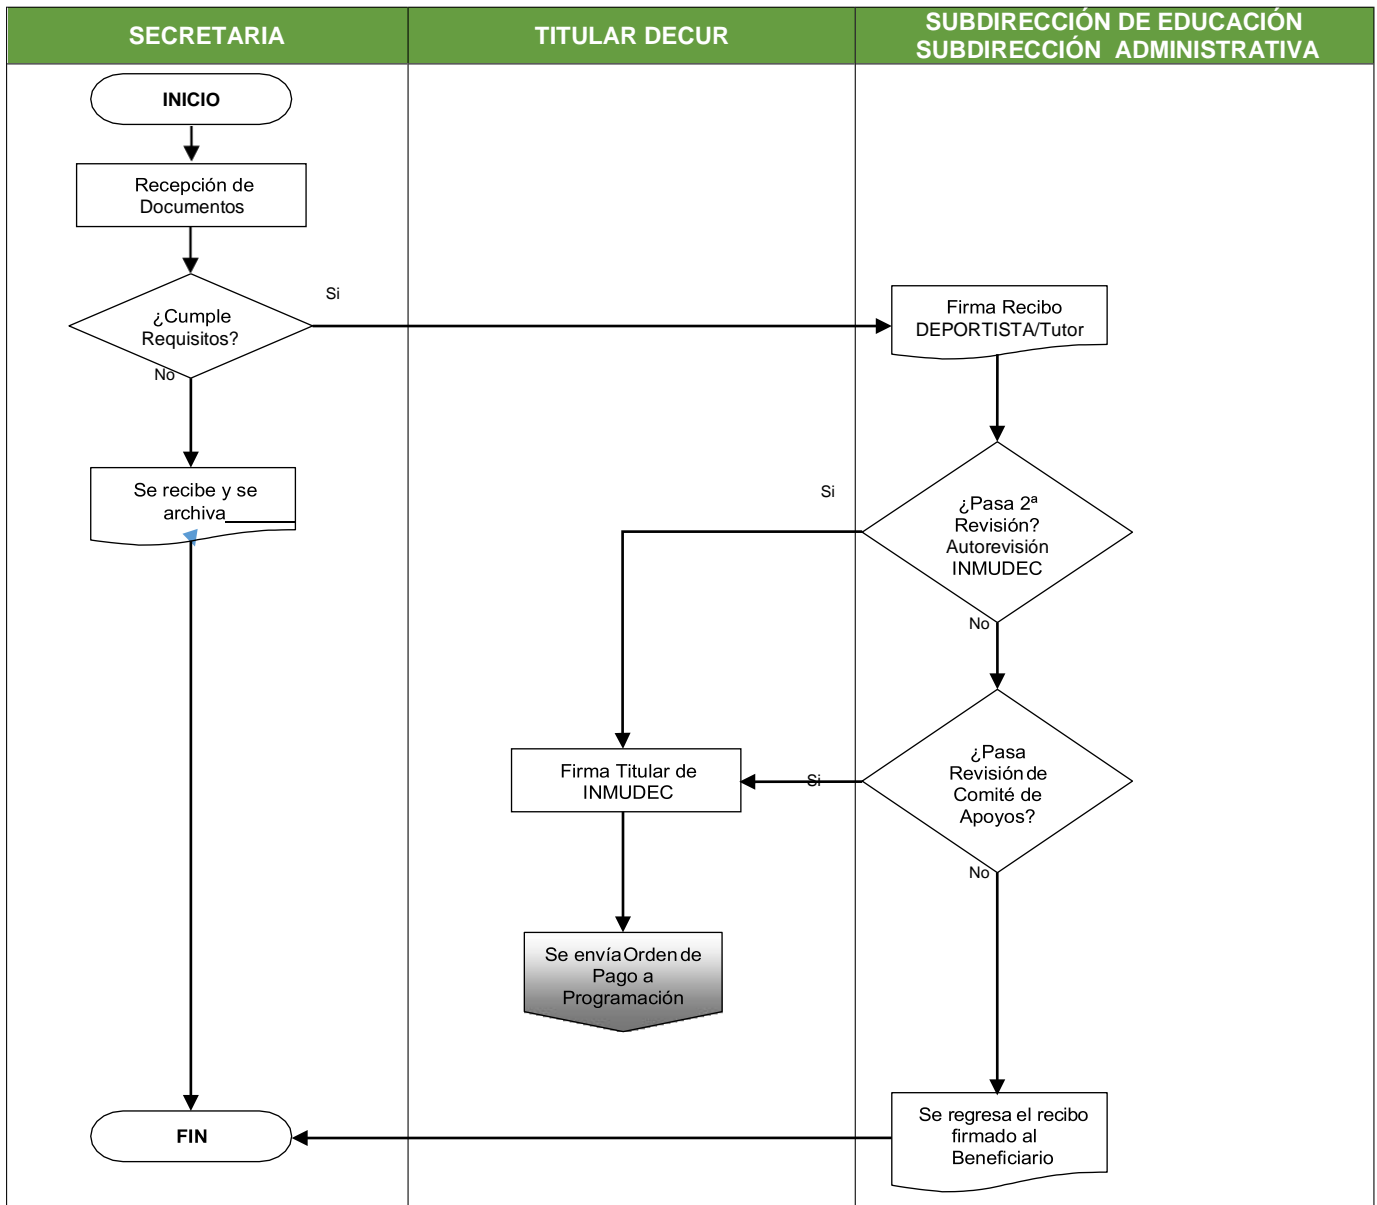 SECRETARIA
TITULAR DECUR
SUBDIRECCIÓN DE EDUCACIÓN
SUBDIRECCIÓN ADMINISTRATIVA
INICIO
Recepción de
Documentos
¿Cumple
Requisitos?
Si
No
Firma Recibo
DEPORTISTA/Tutor
Se recibe y se
archiva
¿Pasa 2ª
Revisión?
Autorevisión
INMUDEC
Si
No
¿Pasa
Revisión de
Comité de
Apoyos?
Si
No
Firma Titular de
INMUDEC
Se envía Orden de
Pago a
Programación
Se regresa el recibo
firmado al
Beneficiario
FIN